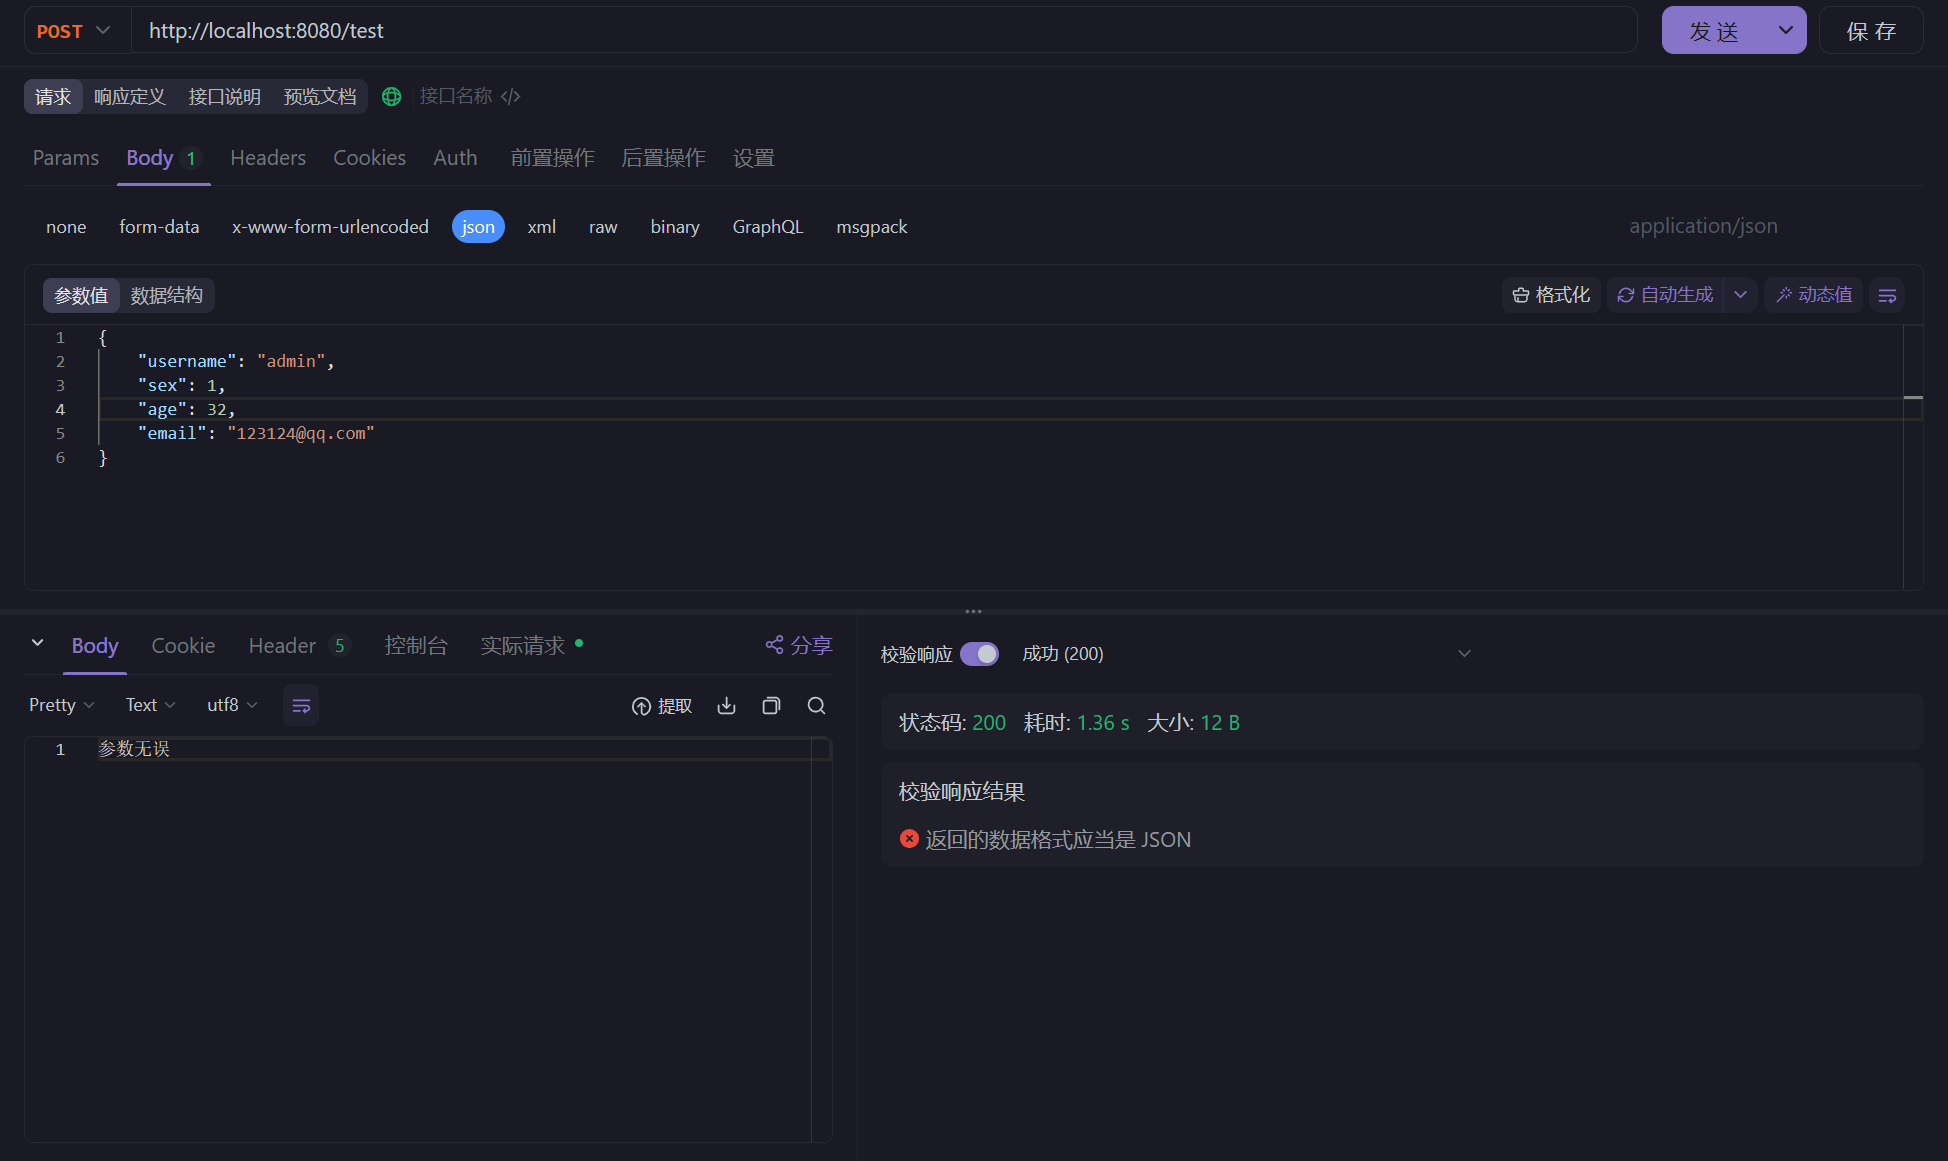 POST http://localhost:8080/test 发 送 保 存
请求 响应定义 接口说明 预览文档 接口名称
Params Body 1 Headers Cookies Auth 前置操作 后置操作 设置
none form-data x-www-form-urlencoded json xml raw binary GraphQL msgpack application/json
参数值 数据结构 格式化 自动生成 动态值
1 {
2 "username": "admin",
3 "sex": 1,
4 "age": 32,
5 "email": "123124@qq.com"
6 }
Body Cookie Header 5 控制台 实际请求 分享
Pretty Text utf8 提取
1 参数无误
校验响应 成功 (200)
状态码: 200 耗时: 1.36 s 大小: 12 B
校验响应结果
返回的数据格式应当是 JSON